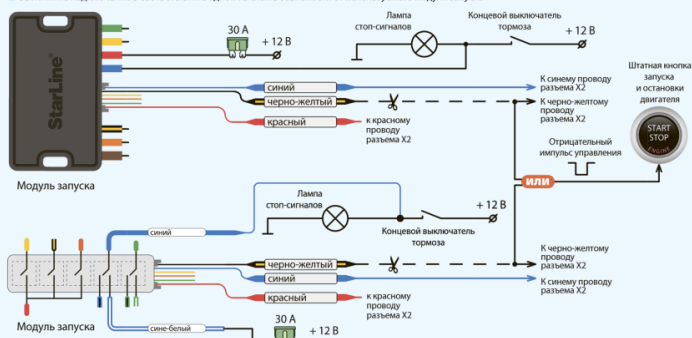 30 А
+ 12 В
Лампа
стоп-сигналов
Концевой выключатель
тормоза
+ 12 В
StarLine
синий
черно-желтый
красный
к красному
проводу
разъема X2
К синему проводу
разъема X2
К черно-желтому
проводу
разъема X2
Штатная кнопка
запуска
и остановки
двигателя
START
STOP
ENGINE
Отрицательный
импульс управления
ИЛИ
Модуль запуска
Лампа
стоп-сигналов
+ 12 В
Концевой выключатель
тормоза
синий
черно-желтый
синий
красный
к красному
проводу
разъема X2
К черно-желтому
проводу
разъема X2
К синему проводу
разъема X2
Модуль запуска
сине-белый
30 А
+ 12 В